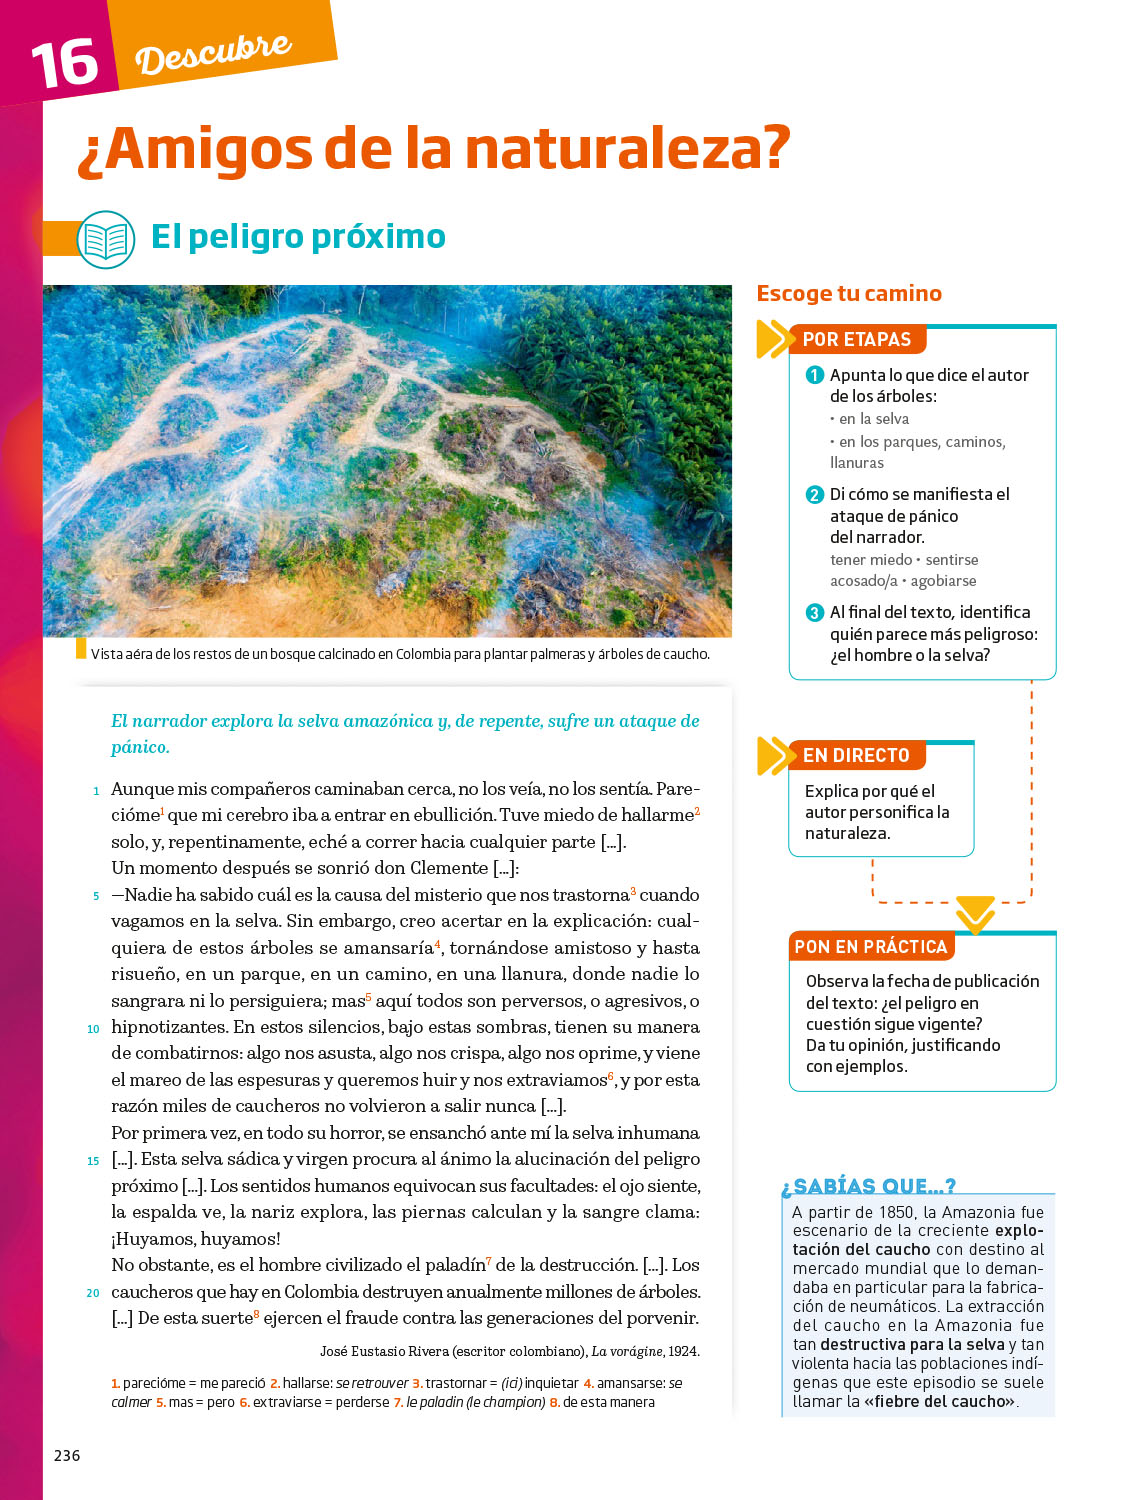 16 Descubre
¿Amigos de la naturaleza?
El peligro próximo
Vista aéra de los restos de un bosque calcinado en Colombia para plantar palmeras y árboles de caucho.
El narrador explora la selva amazónica y, de repente, sufre un ataque de
pánico.
1 Aunque mis compañeros caminaban cerca, no los veía, no los sentía. Pare-
cióme1 que mi cerebro iba a entrar en ebullición. Tuve miedo de hallarme2
solo, y, repentinamente, eché a correr hacia cualquier parte [...].
Un momento después se sonrió don Clemente [...]:
5 —Nadie ha sabido cuál es la causa del misterio que nos trastorna3 cuando
vagamos en la selva. Sin embargo, creo acertar en la explicación: cual-
quiera de estos árboles se amansaría4, tornándose amistoso y hasta
risueño, en un parque, en un camino, en una llanura, donde nadie lo
sangrara ni lo persiguiera; mas5 aquí todos son perversos, o agresivos, o
10 hipnotizantes. En estos silencios, bajo estas sombras, tienen su manera
de combatirnos: algo nos asusta, algo nos crispa, algo nos oprime, y viene
el mareo de las espesuras y queremos huir y nos extraviamos6, y por esta
razón miles de caucheros no volvieron a salir nunca [...].
Por primera vez, en todo su horror, se ensanchó ante mí la selva inhumana
15 [...]. Esta selva sádica y virgen procura al ánimo la alucinación del peligro
próximo [...]. Los sentidos humanos equivocan sus facultades: el ojo siente,
la espalda ve, la nariz explora, las piernas calculan y la sangre clama:
¡Huyamos, huyamos!
No obstante, es el hombre civilizado el paladín7 de la destrucción. [...]. Los
20 caucheros que hay en Colombia destruyen anualmente millones de árboles.
[...] De esta suerte8 ejercen el fraude contra las generaciones del porvenir.
José Eustasio Rivera (escritor colombiano), La vorágine, 1924.
1. parecióme = me pareció 2. hallarse: se retrouver 3. trastornar = (ici) inquietar 4. amansarse: se
calmer 5. mas = pero 6. extraviarse = perderse 7. le paladin (le champion) 8. de esta manera
Escoge tu camino
POR ETAPAS
1 Apunta lo que dice el autor
de los árboles:
• en la selva
• en los parques, caminos,
llanuras
2 Di cómo se manifiesta el
ataque de pánico
del narrador.
tener miedo • sentirse
acosado/a • agobiarse
3 Al final del texto, identifica
quién parece más peligroso:
¿el hombre o la selva?
EN DIRECTO
Explica por qué el
autor personifica la
naturaleza.
PON EN PRÁCTICA
Observa la fecha de publicación
del texto: ¿el peligro en
cuestión sigue vigente?
Da tu opinión, justificando
con ejemplos.
¿SABÍAS QUE...?
A partir de 1850, la Amazonia fue
escenario de la creciente explo-
tación del caucho con destino al
mercado mundial que lo deman-
daba en particular para la fabrica-
ción de neumáticos. La extracción
del caucho en la Amazonia fue
tan destructiva para la selva y tan
violenta hacia las poblaciones indí-
genas que este episodio se suele
llamar la «fiebre del caucho».
236